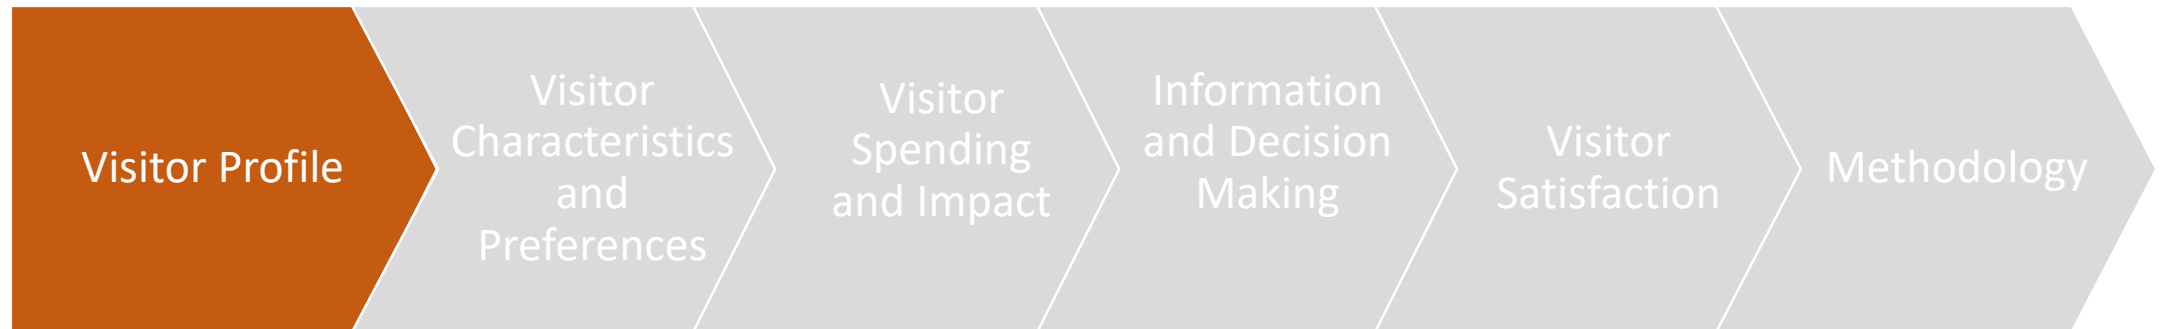 Visitor Profile
Visitor
Characteristics
and
Preferences
Visitor
Spending
and Impact
Information
and Decision
Making
Visitor
Satisfaction
Methodology